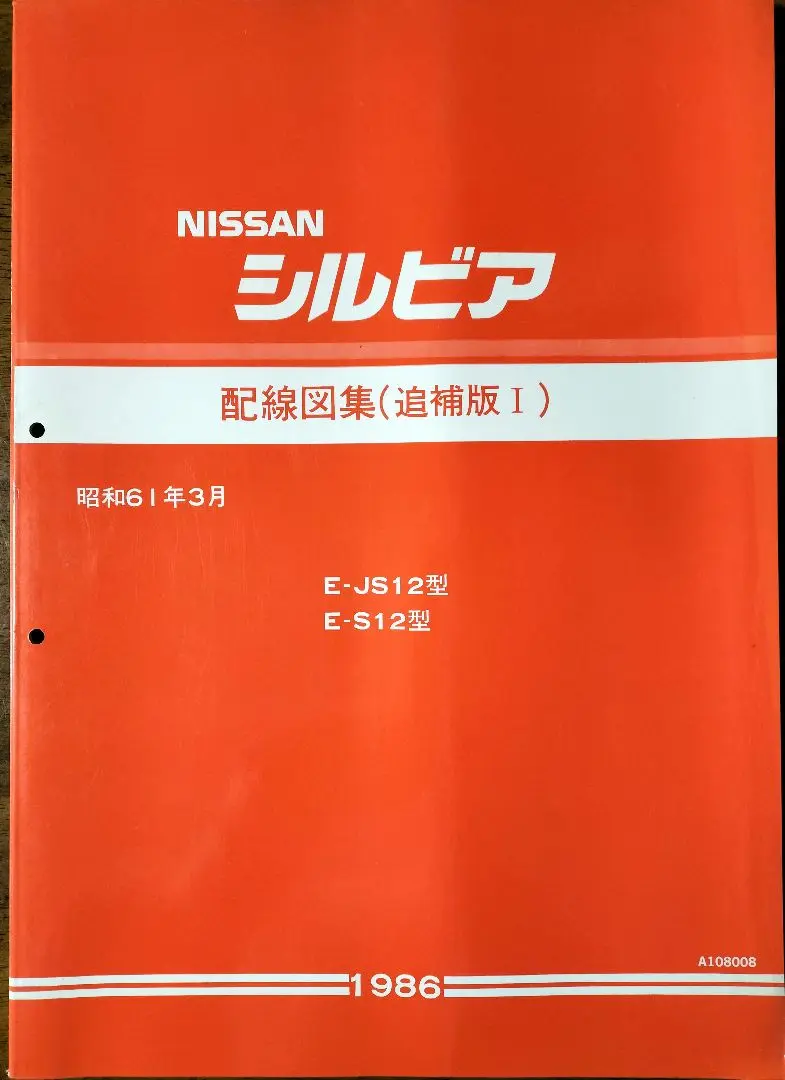 NISSAN
シルビア
配線図集(追補版Ⅰ)
昭和61年3月
E-JS12型
E-S12型
A108008
1986